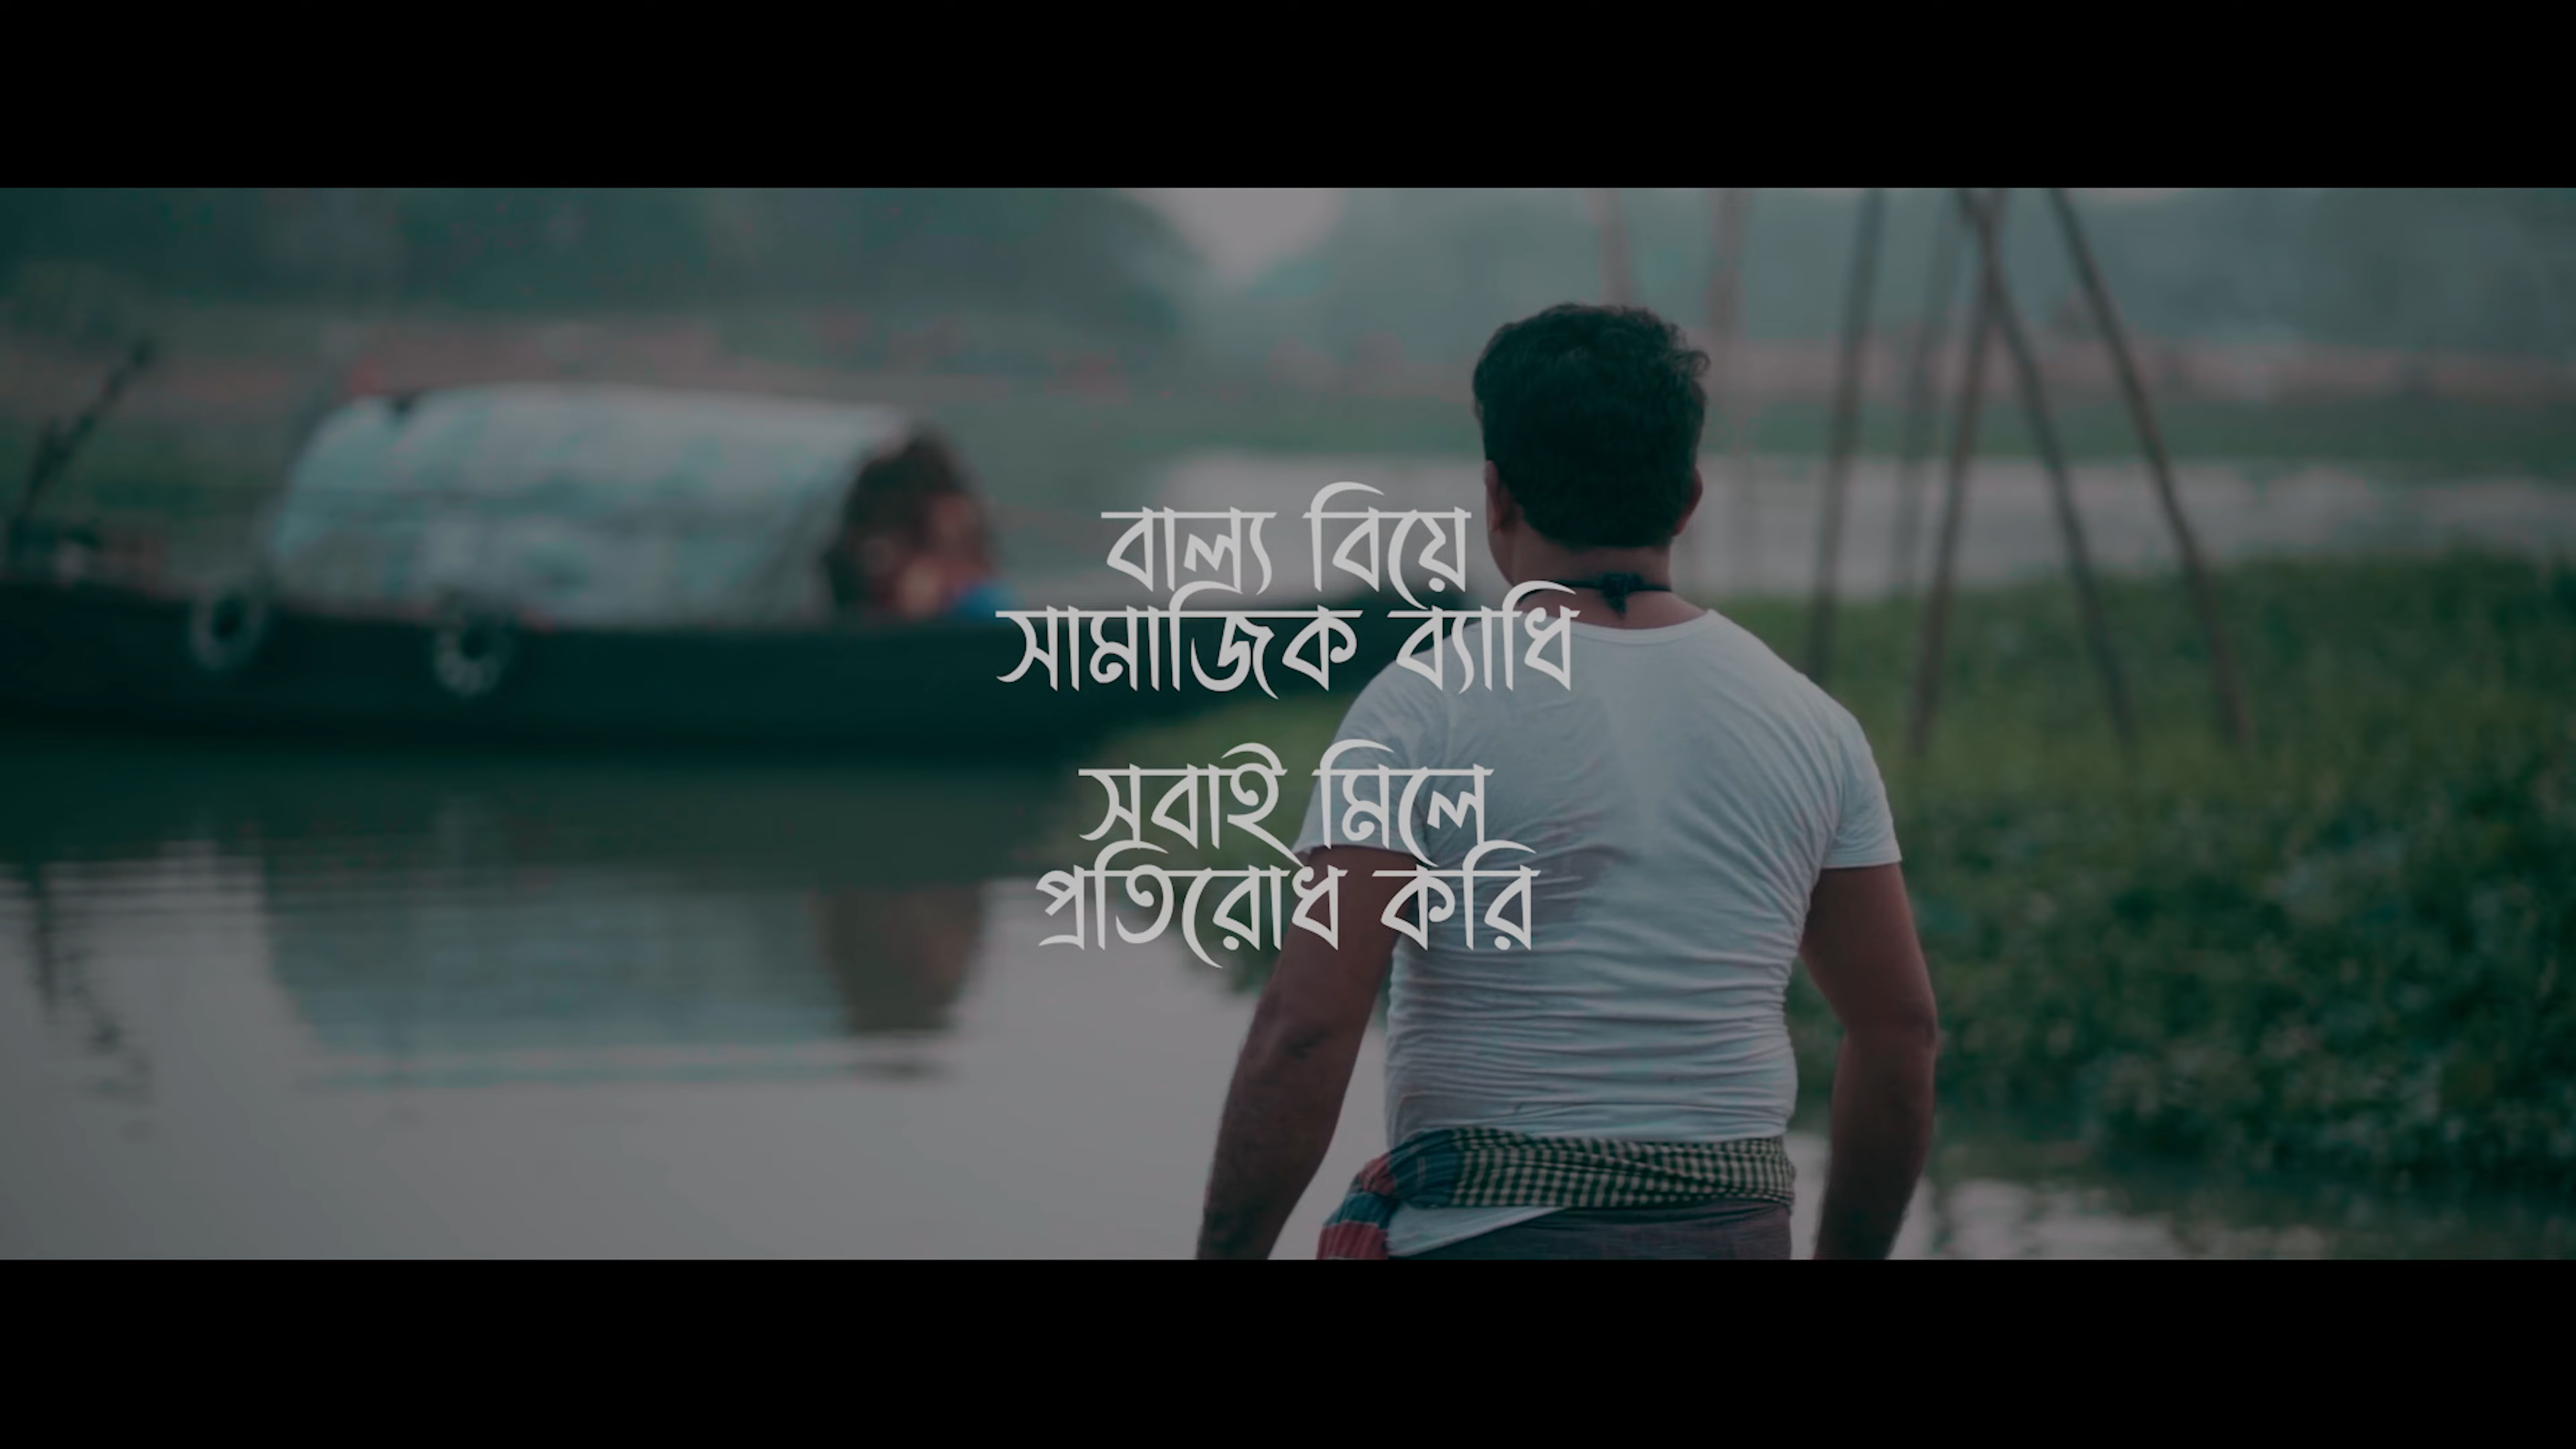 বাল্য বিয়ে
সামাজিক ব্যাধি
সবাই মিলে
প্রতিরোধ করি